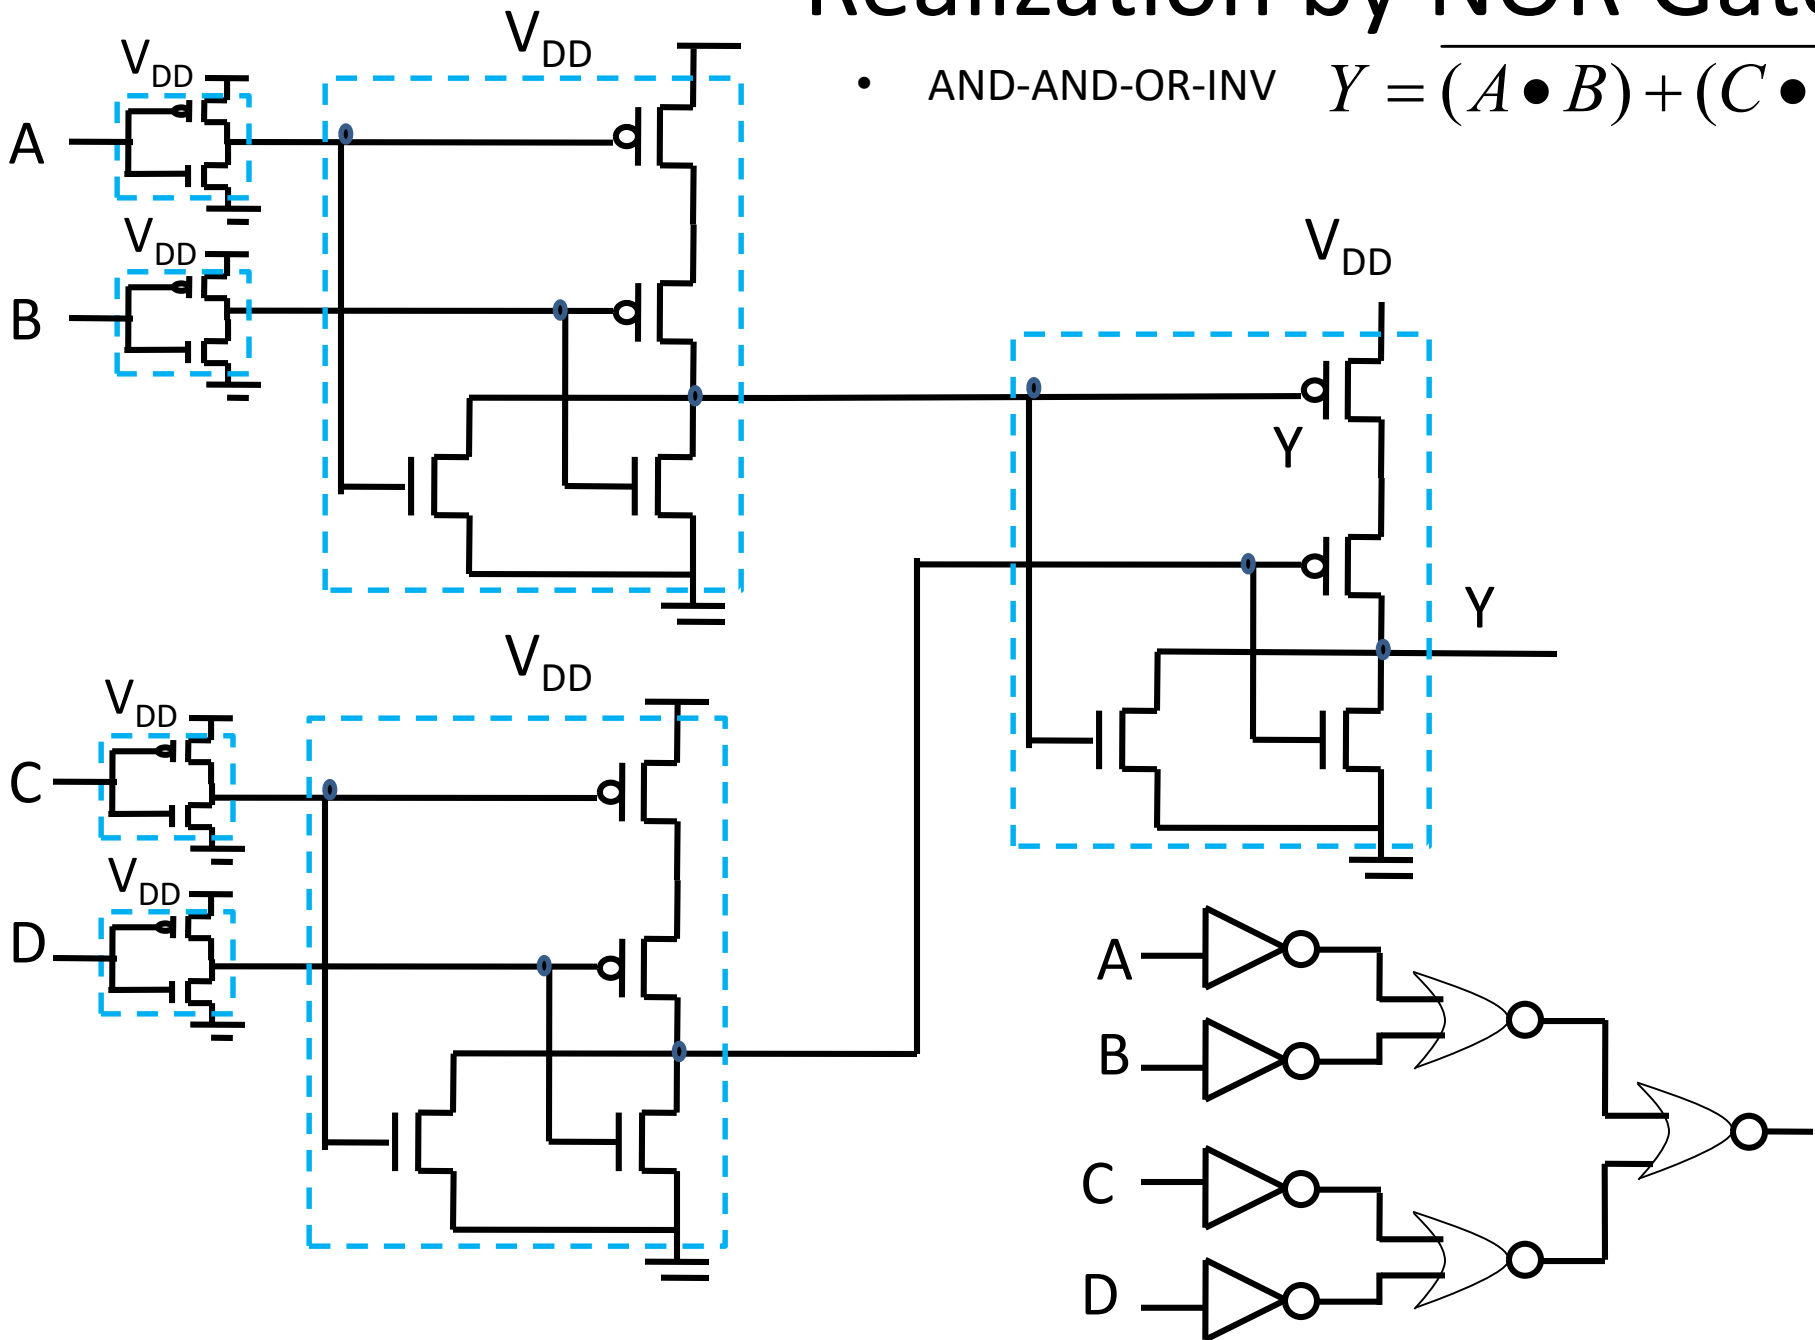 Realization by NOR Gate
• AND-AND-OR-INV Y = (A • B) + (C •
V_DD
V_DD
A
V_DD
B
V_DD
Y
Y
V_DD
V_DD
C
V_DD
D
A
B
C
D